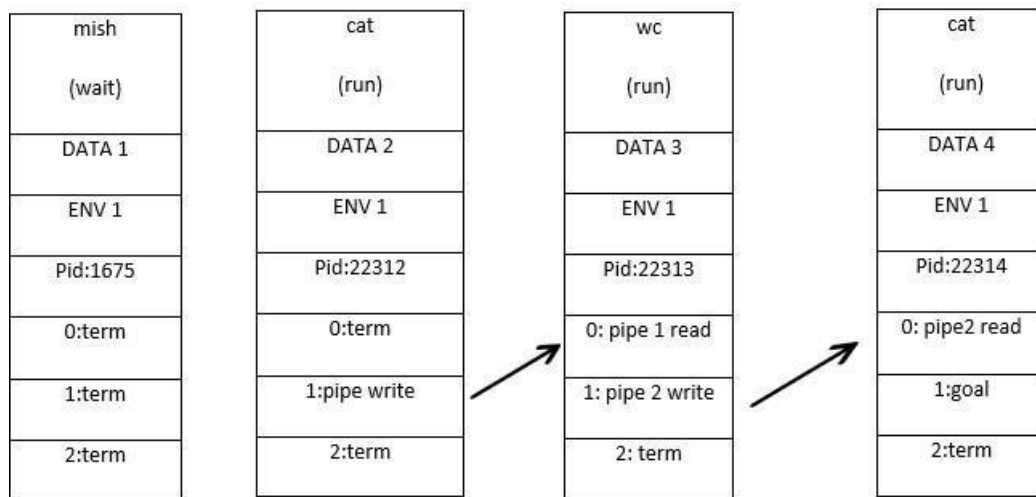 mish
(wait)
DATA 1
ENV 1
Pid:1675
0:term
1:term
2:term
cat
(run)
DATA 2
ENV 1
Pid:22312
0:term
1:pipe write
2:term
wc
(run)
DATA 3
ENV 1
Pid:22313
0: pipe 1 read
1: pipe 2 write
2: term
cat
(run)
DATA 4
ENV 1
Pid:22314
0: pipe2 read
1:goal
2:term